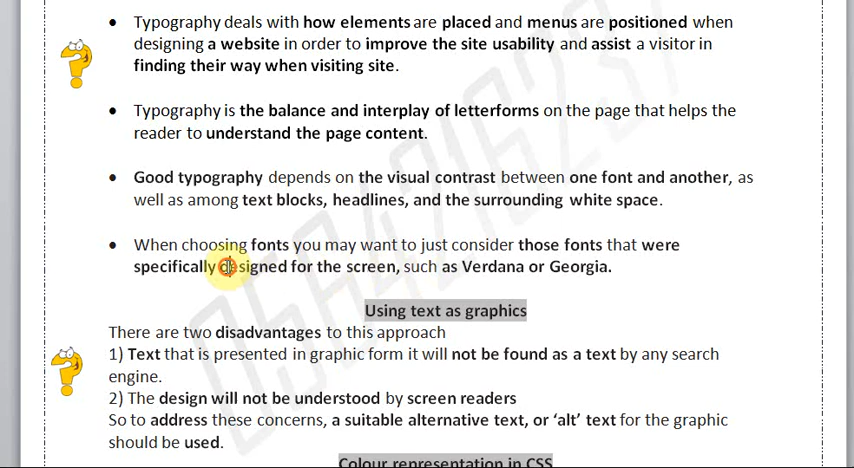 • Typography deals with how elements are placed and menus are positioned when
designing a website in order to improve the site usability and assist a visitor in
finding their way when visiting site.
• Typography is the balance and interplay of letterforms on the page that helps the
reader to understand the page content.
• Good typography depends on the visual contrast between one font and another, as
well as among text blocks, headlines, and the surrounding white space.
• When choosing fonts you may want to just consider those fonts that were
specifically designed for the screen, such as Verdana or Georgia.
Using text as graphics
There are two disadvantages to this approach
1) Text that is presented in graphic form it will not be found as a text by any search
engine.
2) The design will not be understood by screen readers
So to address these concerns, a suitable alternative text, or ‘alt’ text for the graphic
should be used.
Colour representation in CSS